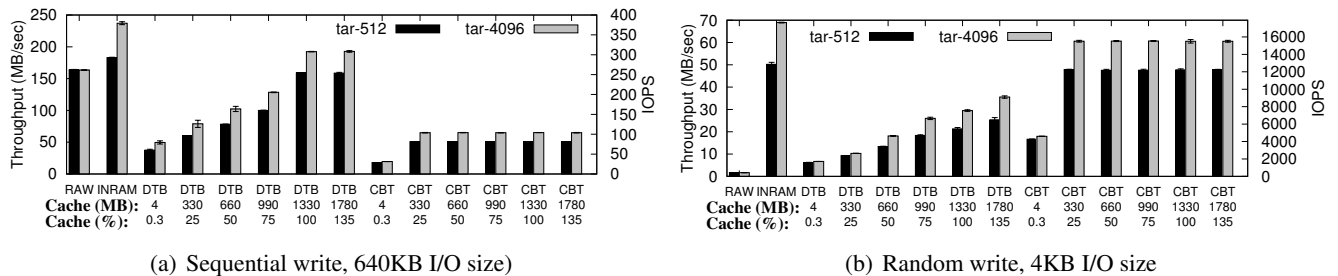 250
200
150
100
50
0
Throughput (MB/sec)
tar-512
tar-4096
400
350
300
250
200
150
100
50
0
IOPS
RAW INRAM DTB DTB DTB DTB DTB DTB CBT CBT CBT CBT CBT CBT
Cache (MB): 4 330 660 990 1330 1780 4 330 660 990 1330 1780
Cache (%): 0.3 25 50 75 100 135 0.3 25 50 75 100 135
(a) Sequential write, 640KB I/O size)
70
60
50
40
30
20
10
0
Throughput (MB/sec)
tar-512
tar-4096
16000
14000
12000
10000
8000
6000
4000
2000
0
IOPS
RAW INRAM DTB DTB DTB DTB DTB DTB CBT CBT CBT CBT CBT CBT
Cache (MB): 4 330 660 990 1330 1780 4 330 660 990 1330 1780
Cache (%): 0.3 25 50 75 100 135 0.3 25 50 75 100 135
(b) Random write, 4KB I/O size